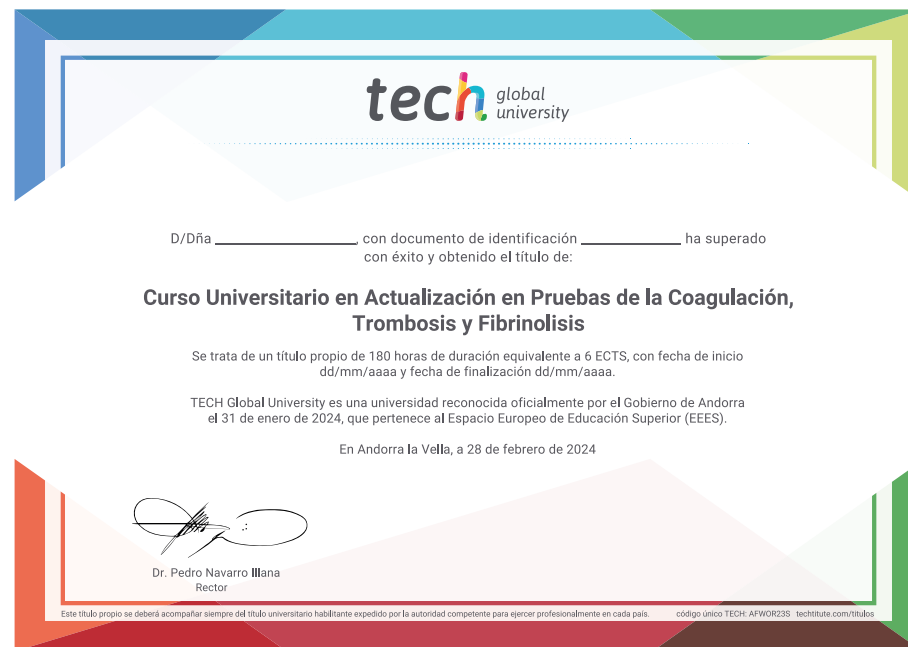 tech global university
D/Dña ____________, con documento de identificación ____________ ha superado
con éxito y obtenido el título de:
Curso Universitario en Actualización en Pruebas de la Coagulación,
Trombosis y Fibrinolisis
Se trata de un título propio de 180 horas de duración equivalente a 6 ECTS, con fecha de inicio
dd/mm/aaaa y fecha de finalización dd/mm/aaaa.
TECH Global University es una universidad reconocida oficialmente por el Gobierno de Andorra
el 31 de enero de 2024, que pertenece al Espacio Europeo de Educación Superior (EEES).
En Andorra la Vella, a 28 de febrero de 2024
Dr. Pedro Navarro Illana
Rector
Este título propio se deberá acompañar siempre del título universitario habilitante expedido por la autoridad competente para ejercer profesionalmente en cada país. código único TECH: AFWOR23S techtitute.com/titulos